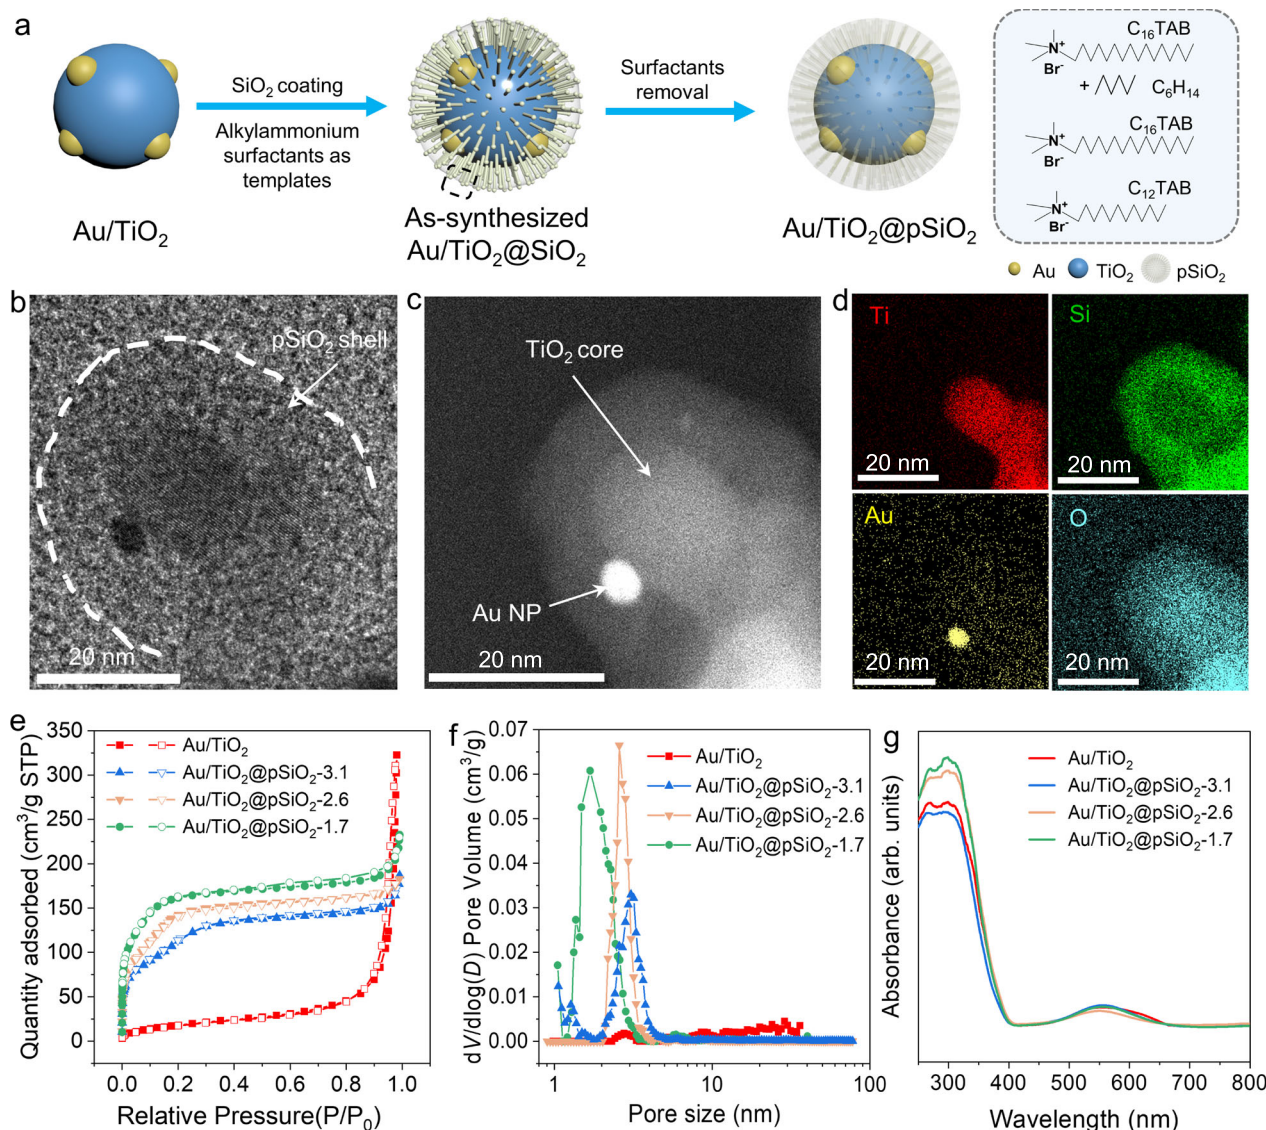 a
SiO₂ coating
Alkylammonium
surfactants as
templates
Surfactants
removal
Au/TiO₂
As-synthesized
Au/TiO₂@SiO₂
Au/TiO₂@pSiO₂
C₁₆TAB
N⁺
Br⁻
+ C₆H₁₄
C₁₆TAB
N⁺
Br⁻
C₁₂TAB
N⁺
Br⁻
Au TiO₂ pSiO₂
b
pSiO₂ shell
20 nm
c
TiO₂ core
Au NP
20 nm
d
Ti
20 nm
Si
20 nm
Au
20 nm
O
20 nm
e
Quantity adsorbed (cm³/g STP)
350
300
250
200
150
100
50
0
Au/TiO₂
Au/TiO₂@pSiO₂-3.1
Au/TiO₂@pSiO₂-2.6
Au/TiO₂@pSiO₂-1.7
0.0 0.2 0.4 0.6 0.8 1.0
Relative Pressure(P/P₀)
f
dV/dlog(D) Pore Volume (cm³/g)
0.07
0.06
0.05
0.04
0.03
0.02
0.01
0.00
Au/TiO₂
Au/TiO₂@pSiO₂-3.1
Au/TiO₂@pSiO₂-2.6
Au/TiO₂@pSiO₂-1.7
1 10 100
Pore size (nm)
g
Absorbance (arb. units)
Au/TiO₂
Au/TiO₂@pSiO₂-3.1
Au/TiO₂@pSiO₂-2.6
Au/TiO₂@pSiO₂-1.7
300 400 500 600 700 800
Wavelength (nm)